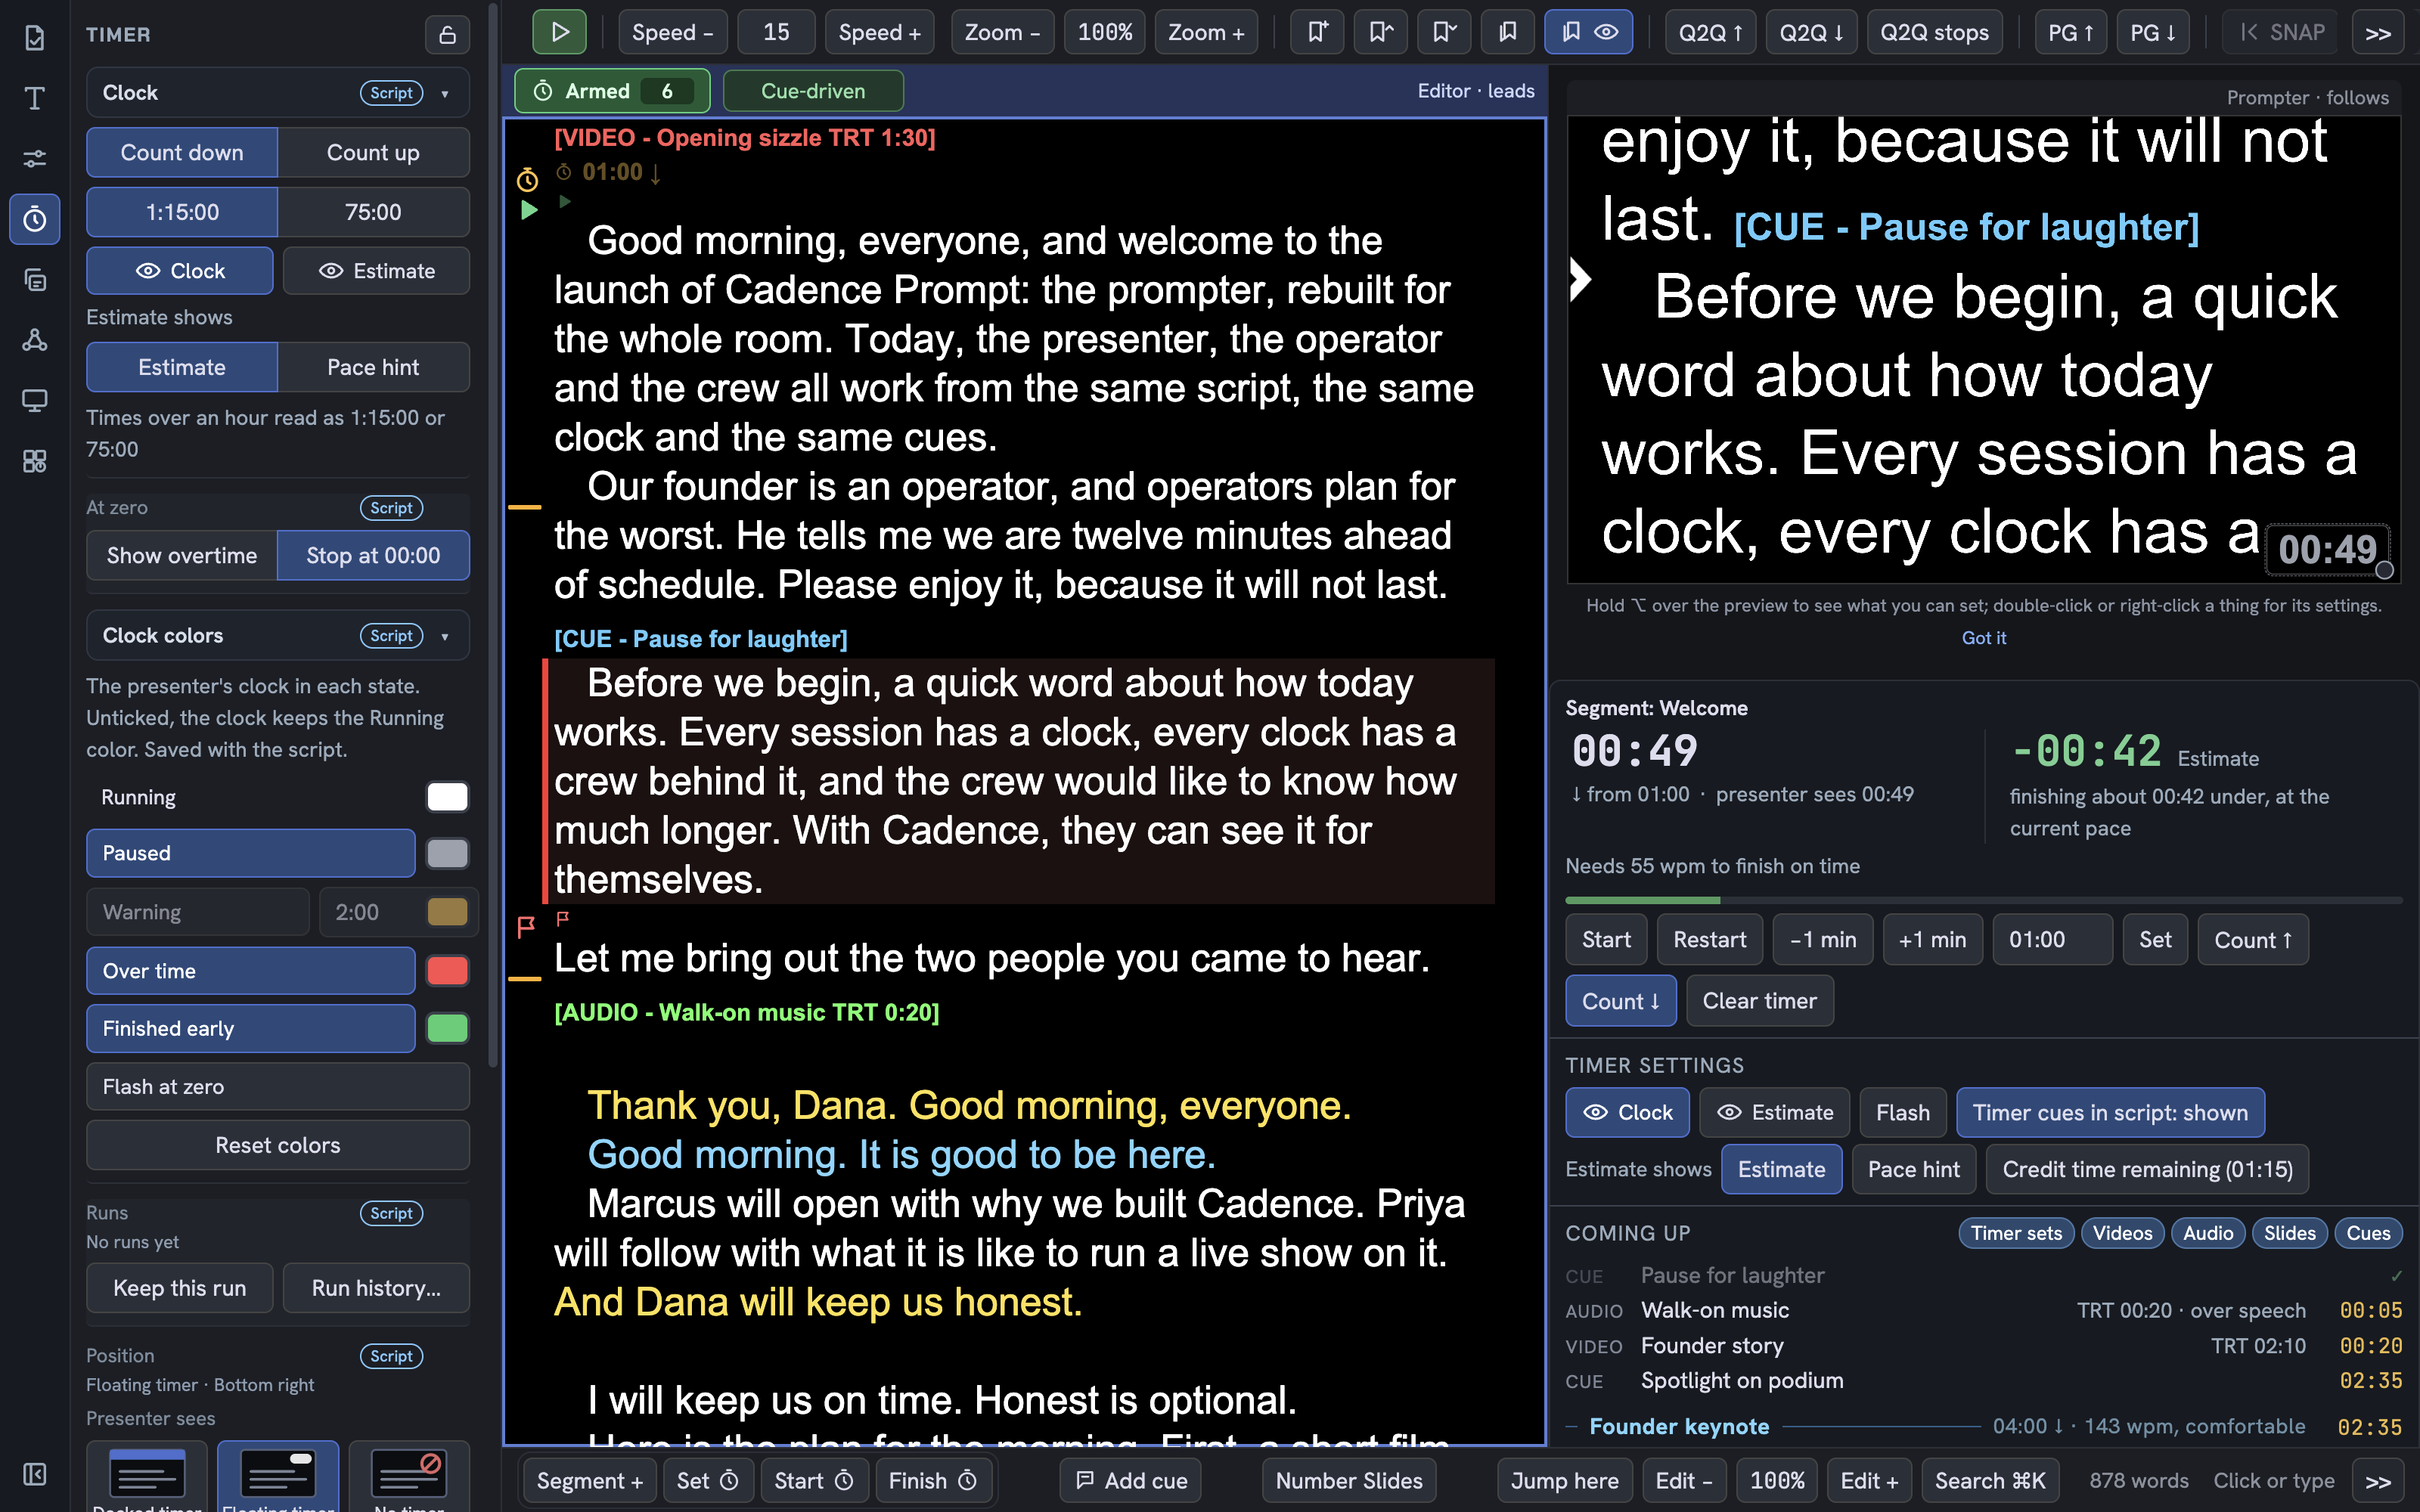 TIMER
Clock Script ▾
Count down Count up
1:15:00 75:00
Clock Estimate
Estimate shows
Estimate Pace hint
Times over an hour read as 1:15:00 or
75:00
At zero Script
Show overtime Stop at 00:00
Clock colors Script ▾
The presenter's clock in each state.
Unticked, the clock keeps the Running
color. Saved with the script.
Running
Paused
Warning 2:00
Over time
Finished early
Flash at zero
Reset colors
Runs Script
No runs yet
Keep this run Run history...
Position Script
Floating timer · Bottom right
Presenter sees
Docked timer Floating timer No timer
Speed – 15 Speed + Zoom – 100% Zoom + Q2Q ↑ Q2Q ↓ Q2Q stops PG ↑ PG ↓ SNAP >>
Armed 6 Cue-driven Editor · leads
[VIDEO - Opening sizzle TRT 1:30]
01:00 ↓
Good morning, everyone, and welcome to the
launch of Cadence Prompt: the prompter, rebuilt for
the whole room. Today, the presenter, the operator
and the crew all work from the same script, the same
clock and the same cues.
Our founder is an operator, and operators plan for
the worst. He tells me we are twelve minutes ahead
of schedule. Please enjoy it, because it will not last.
[CUE - Pause for laughter]
Before we begin, a quick word about how today
works. Every session has a clock, every clock has a
crew behind it, and the crew would like to know how
much longer. With Cadence, they can see it for
themselves.
Let me bring out the two people you came to hear.
[AUDIO - Walk-on music TRT 0:20]
Thank you, Dana. Good morning, everyone.
Good morning. It is good to be here.
Marcus will open with why we built Cadence. Priya
will follow with what it is like to run a live show on it.
And Dana will keep us honest.
I will keep us on time. Honest is optional.
Here is the plan for the morning. First, a short film
Segment + Set Start Finish Add cue Number Slides Jump here Edit – 100% Edit + Search ⌘K 878 words Click or type >>
Prompter · follows
enjoy it, because it will not
last. [CUE - Pause for laughter]
Before we begin, a quick
word about how today
works. Every session has a
clock, every clock has a
00:49
Hold ⌥ over the preview to see what you can set; double-click or right-click a thing for its settings.
Got it
Segment: Welcome
00:49 -00:42 Estimate
↓ from 01:00 · presenter sees 00:49
finishing about 00:42 under, at the
current pace
Needs 55 wpm to finish on time
Start Restart −1 min +1 min 01:00 Set Count ↑
Count ↓ Clear timer
TIMER SETTINGS
Clock Estimate Flash Timer cues in script: shown
Estimate shows Estimate Pace hint Credit time remaining (01:15)
COMING UP Timer sets Videos Audio Slides Cues
CUE Pause for laughter ✓
AUDIO Walk-on music TRT 00:20 · over speech 00:05
VIDEO Founder story TRT 02:10 00:20
CUE Spotlight on podium 02:35
Founder keynote 04:00 ↓ · 143 wpm, comfortable 02:35